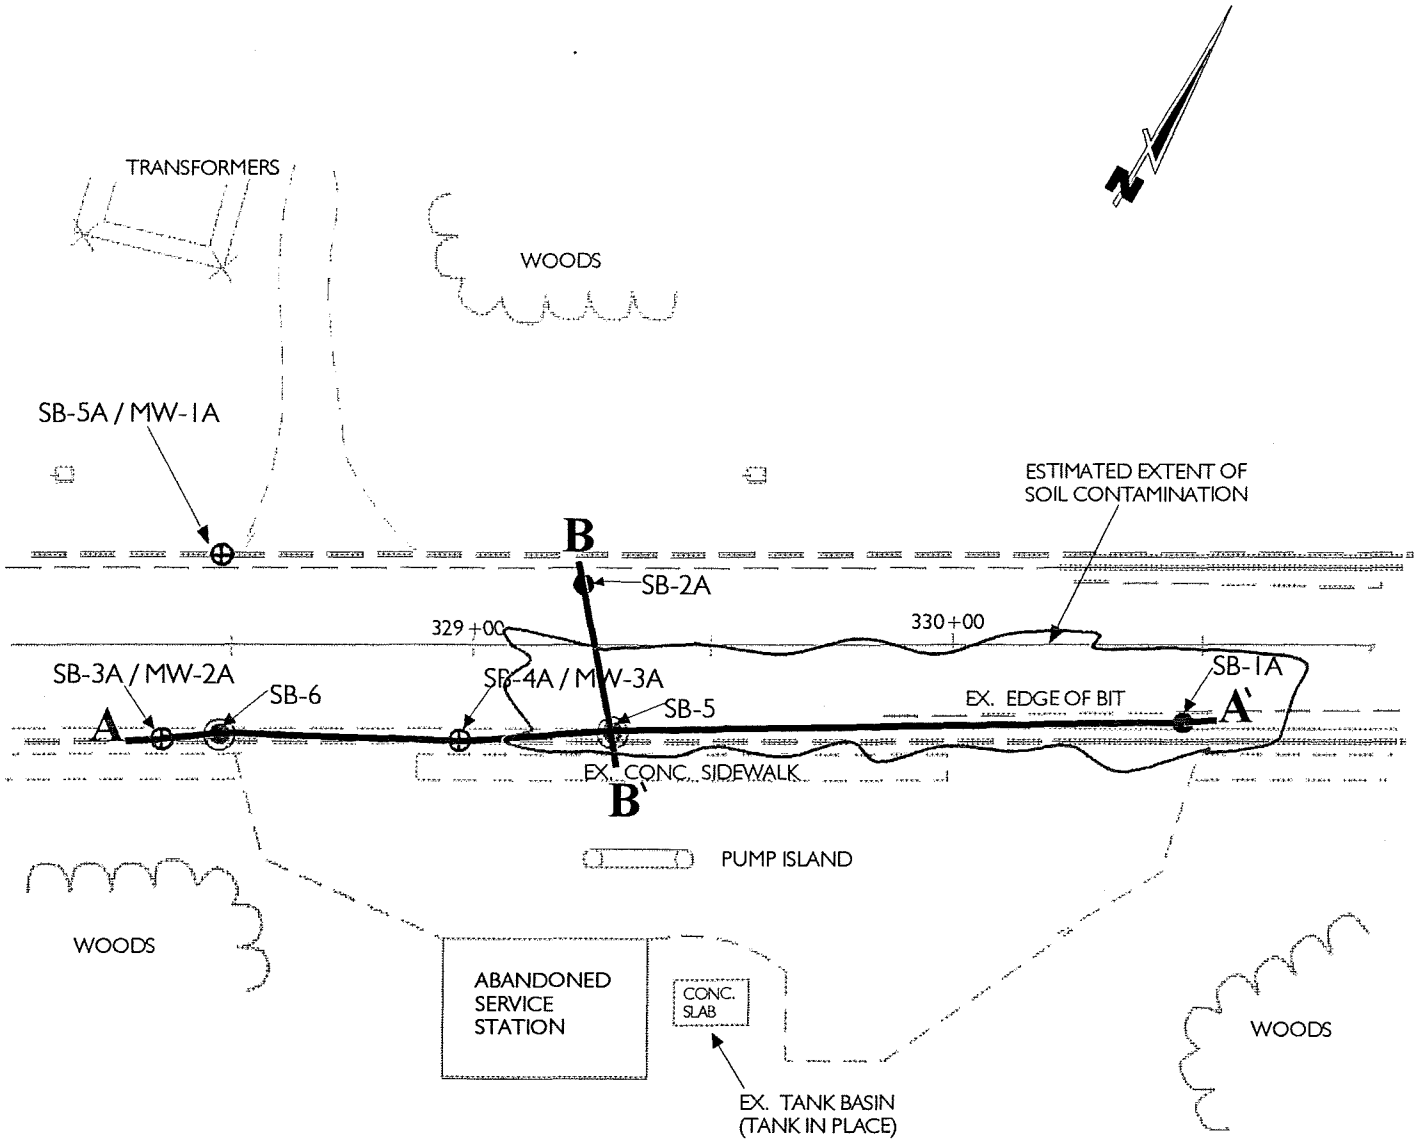 N
TRANSFORMERS
WOODS
SB-5A / MW-1A
ESTIMATED EXTENT OF
SOIL CONTAMINATION
B
SB-2A
329+00
330+00
SB-3A / MW-2A
SB-6
SB-4A / MW-3A
SB-5
SB-1A
EX. EDGE OF BIT
A
A`
EX. CONC. SIDEWALK
B`
PUMP ISLAND
WOODS
ABANDONED
SERVICE
STATION
CONC.
SLAB
WOODS
EX. TANK BASIN
(TANK IN PLACE)